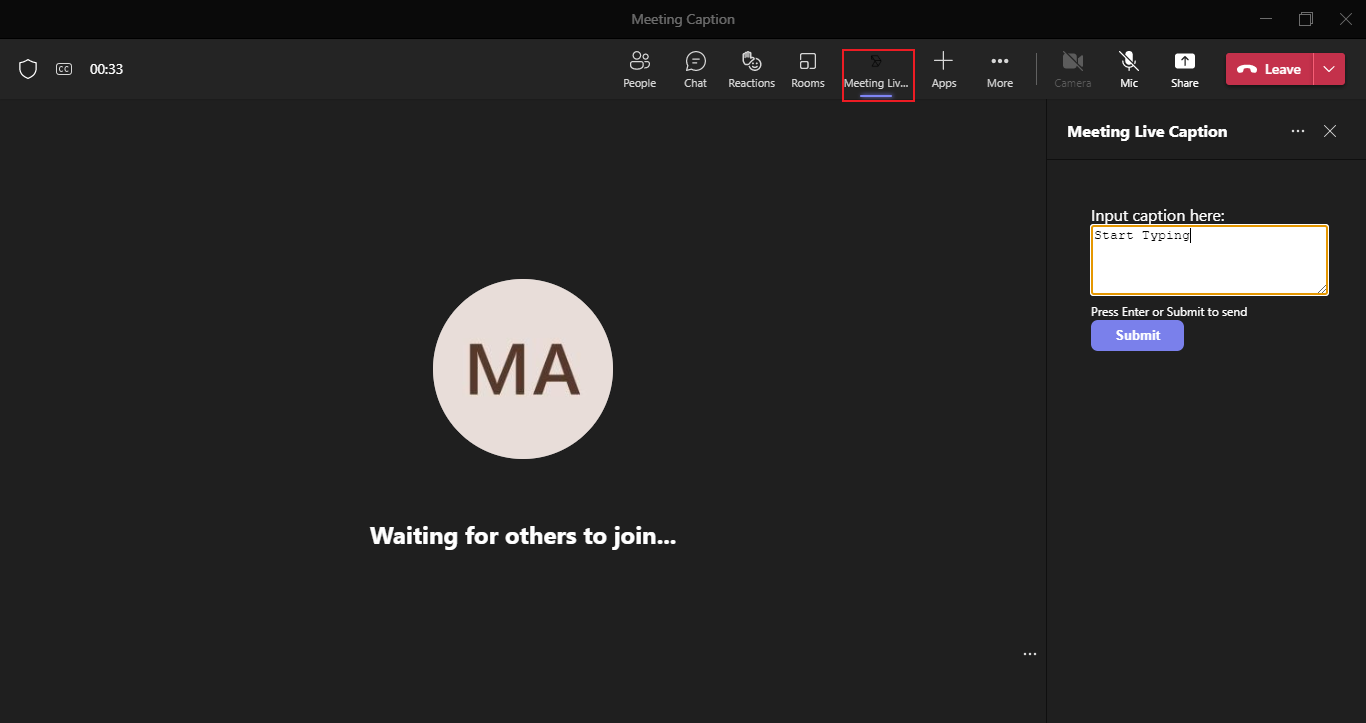 Meeting Caption
CC 00:33 People Chat Reactions Rooms Meeting Liv... Apps More Camera Mic Share Leave
Meeting Live Caption
Input caption here:
Start Typing
Press Enter or Submit to send
Submit
MA
Waiting for others to join...